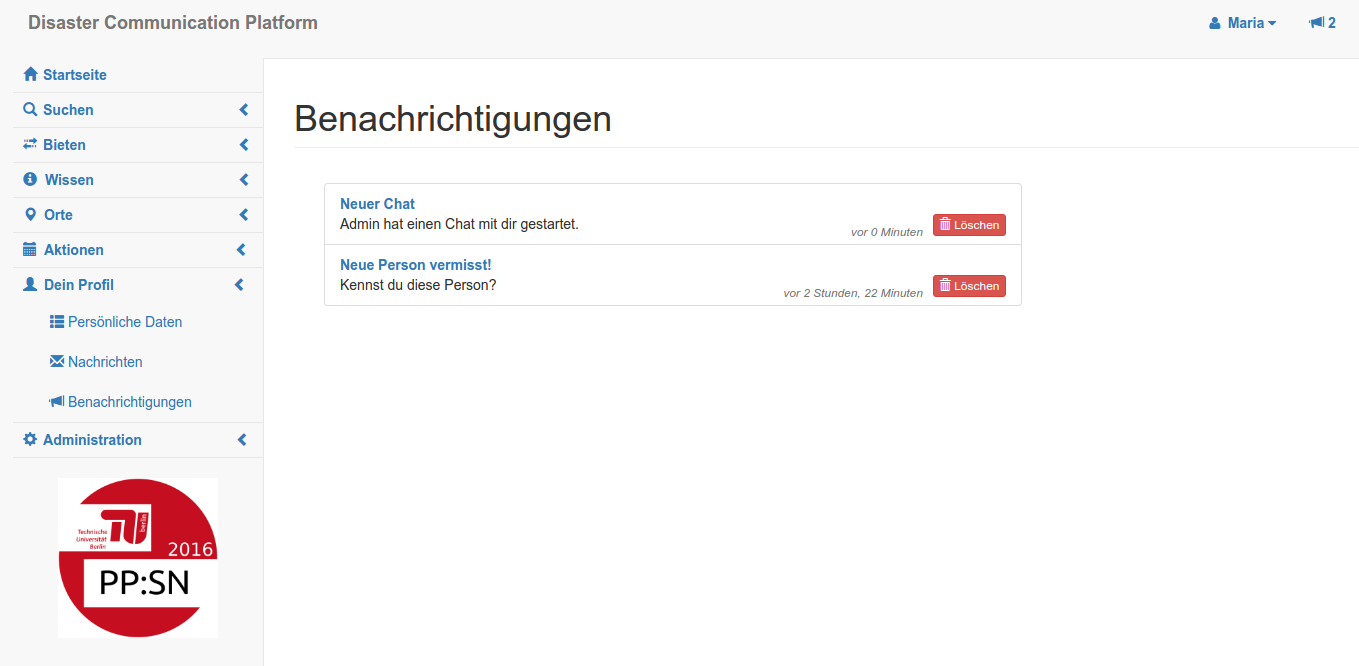 Disaster Communication Platform
Maria
2
Startseite
Suchen
Bieten
Wissen
Orte
Aktionen
Dein Profil
Persönliche Daten
Nachrichten
Benachrichtigungen
Administration
Technische
Universität
Berlin
berlin
2016
PP:SN
Benachrichtigungen
Neuer Chat
Admin hat einen Chat mit dir gestartet.
vor 0 Minuten
Löschen
Neue Person vermisst!
Kennst du diese Person?
vor 2 Stunden, 22 Minuten
Löschen